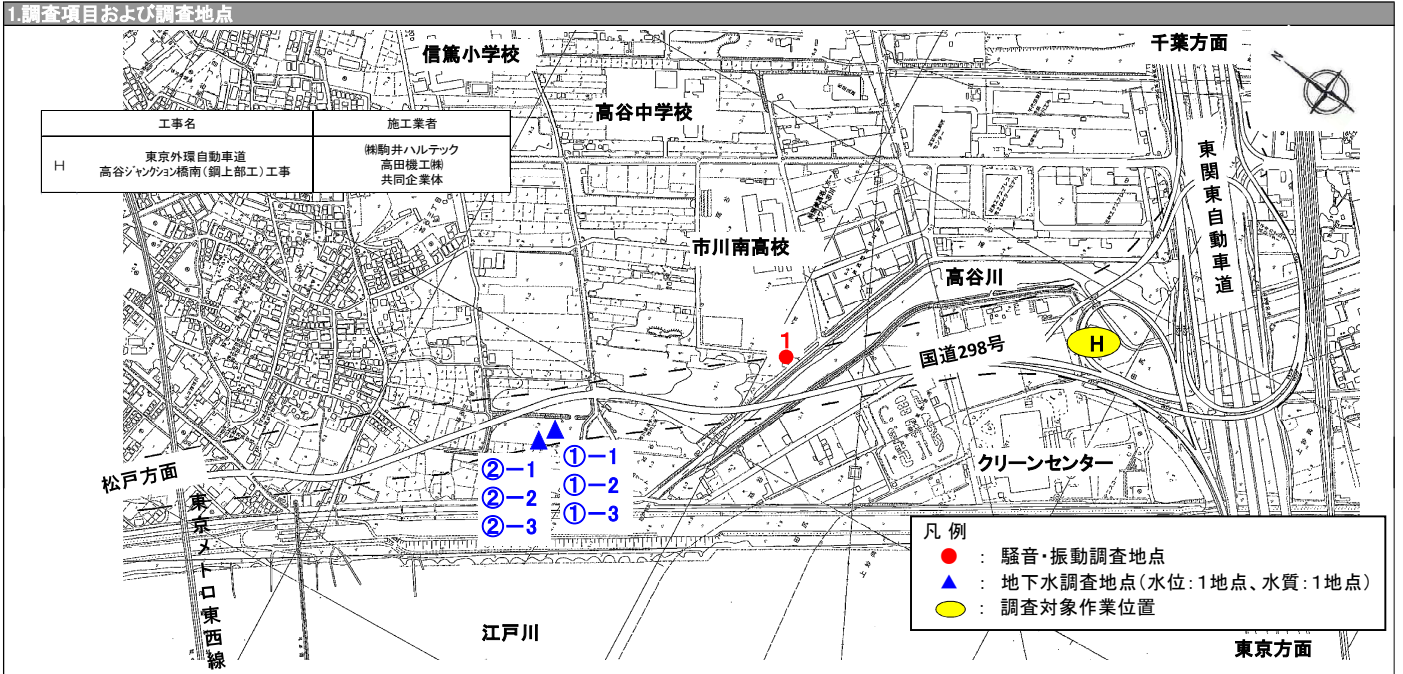 1.調査項目および調査地点
信篤小学校
千葉方面
N
工事名
施工業者
H
東京外環自動車道
高谷ジャンクション橋南(鋼上部工)工事
㈱駒井ハルテック
高田機工㈱
共同企業体
高谷中学校
東関東自動車道
市川南高校
高谷川
1
国道298号
H
松戸方面
②-1
②-2
②-3
①-1
①-2
①-3
クリーンセンター
東京メトロ東西線
江戸川
凡 例
： 騒音・振動調査地点
： 地下水調査地点(水位：1地点、水質：1地点)
： 調査対象作業位置
東京方面